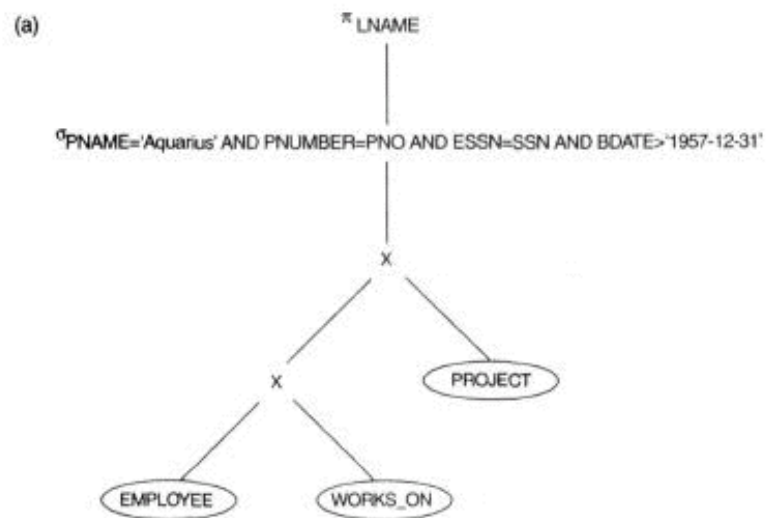 (a)
π LNAME
σPNAME='Aquarius' AND PNUMBER=PNO AND ESSN=SSN AND BDATE>'1957-12-31'
X
X
PROJECT
EMPLOYEE
WORKS_ON